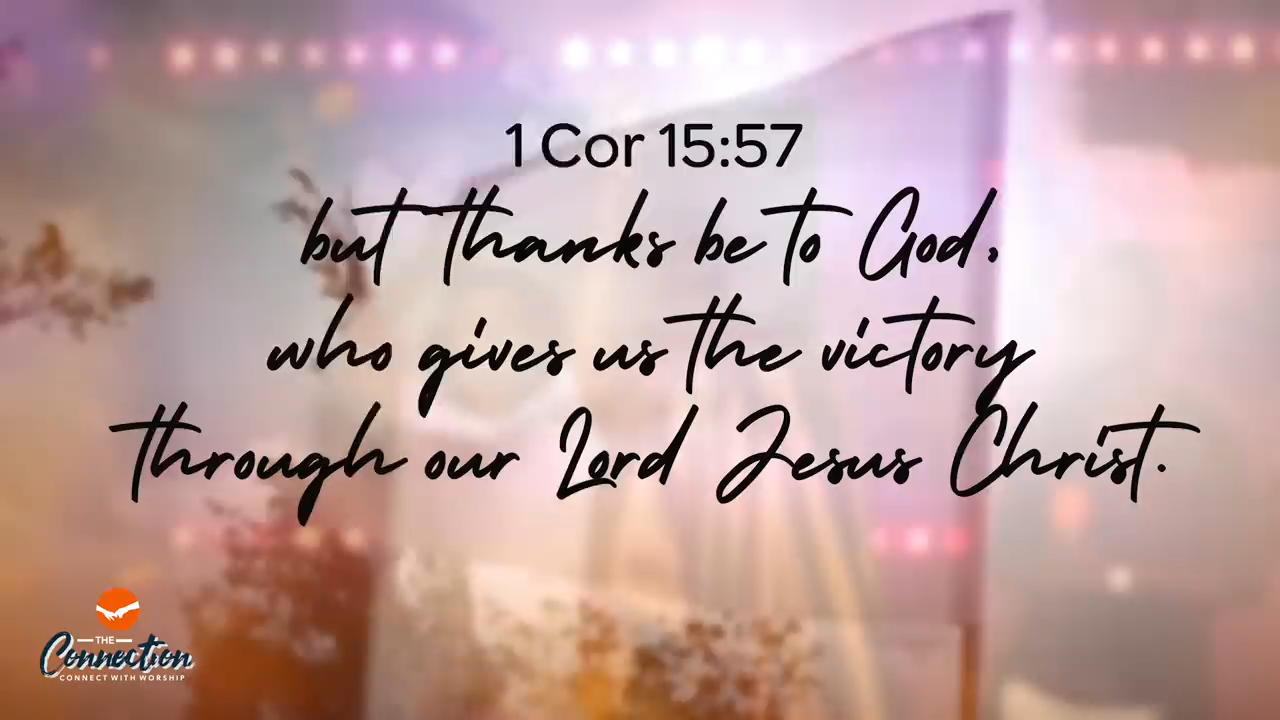 1 Cor 15:57
but thanks be to God,
who gives us the victory
through our Lord Jesus Christ.
THE
Connection
CONNECT WITH WORSHIP